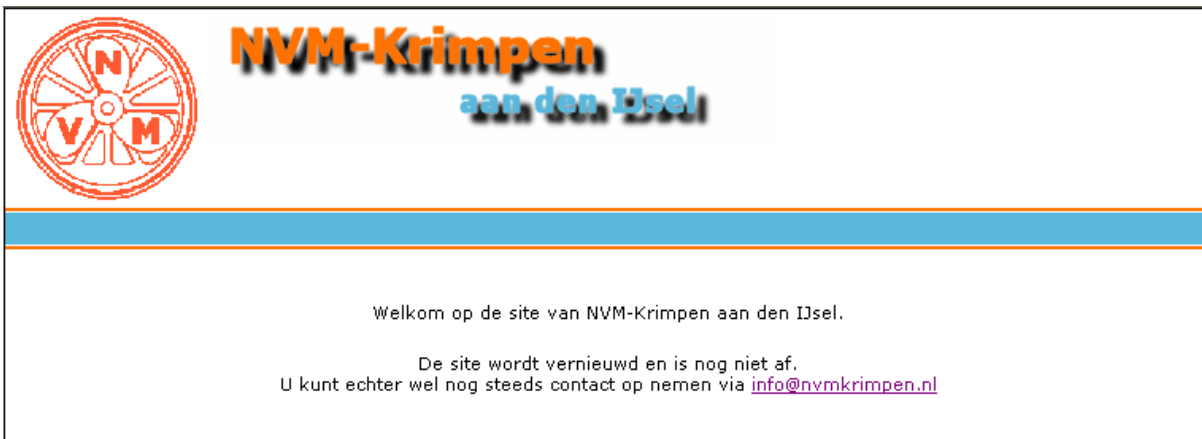 N
V M
NVM-Krimpen
aan den IJsel
Welkom op de site van NVM-Krimpen aan den IJsel.
De site wordt vernieuwd en is nog niet af.
U kunt echter wel nog steeds contact op nemen via info@nvmkrimpen.nl